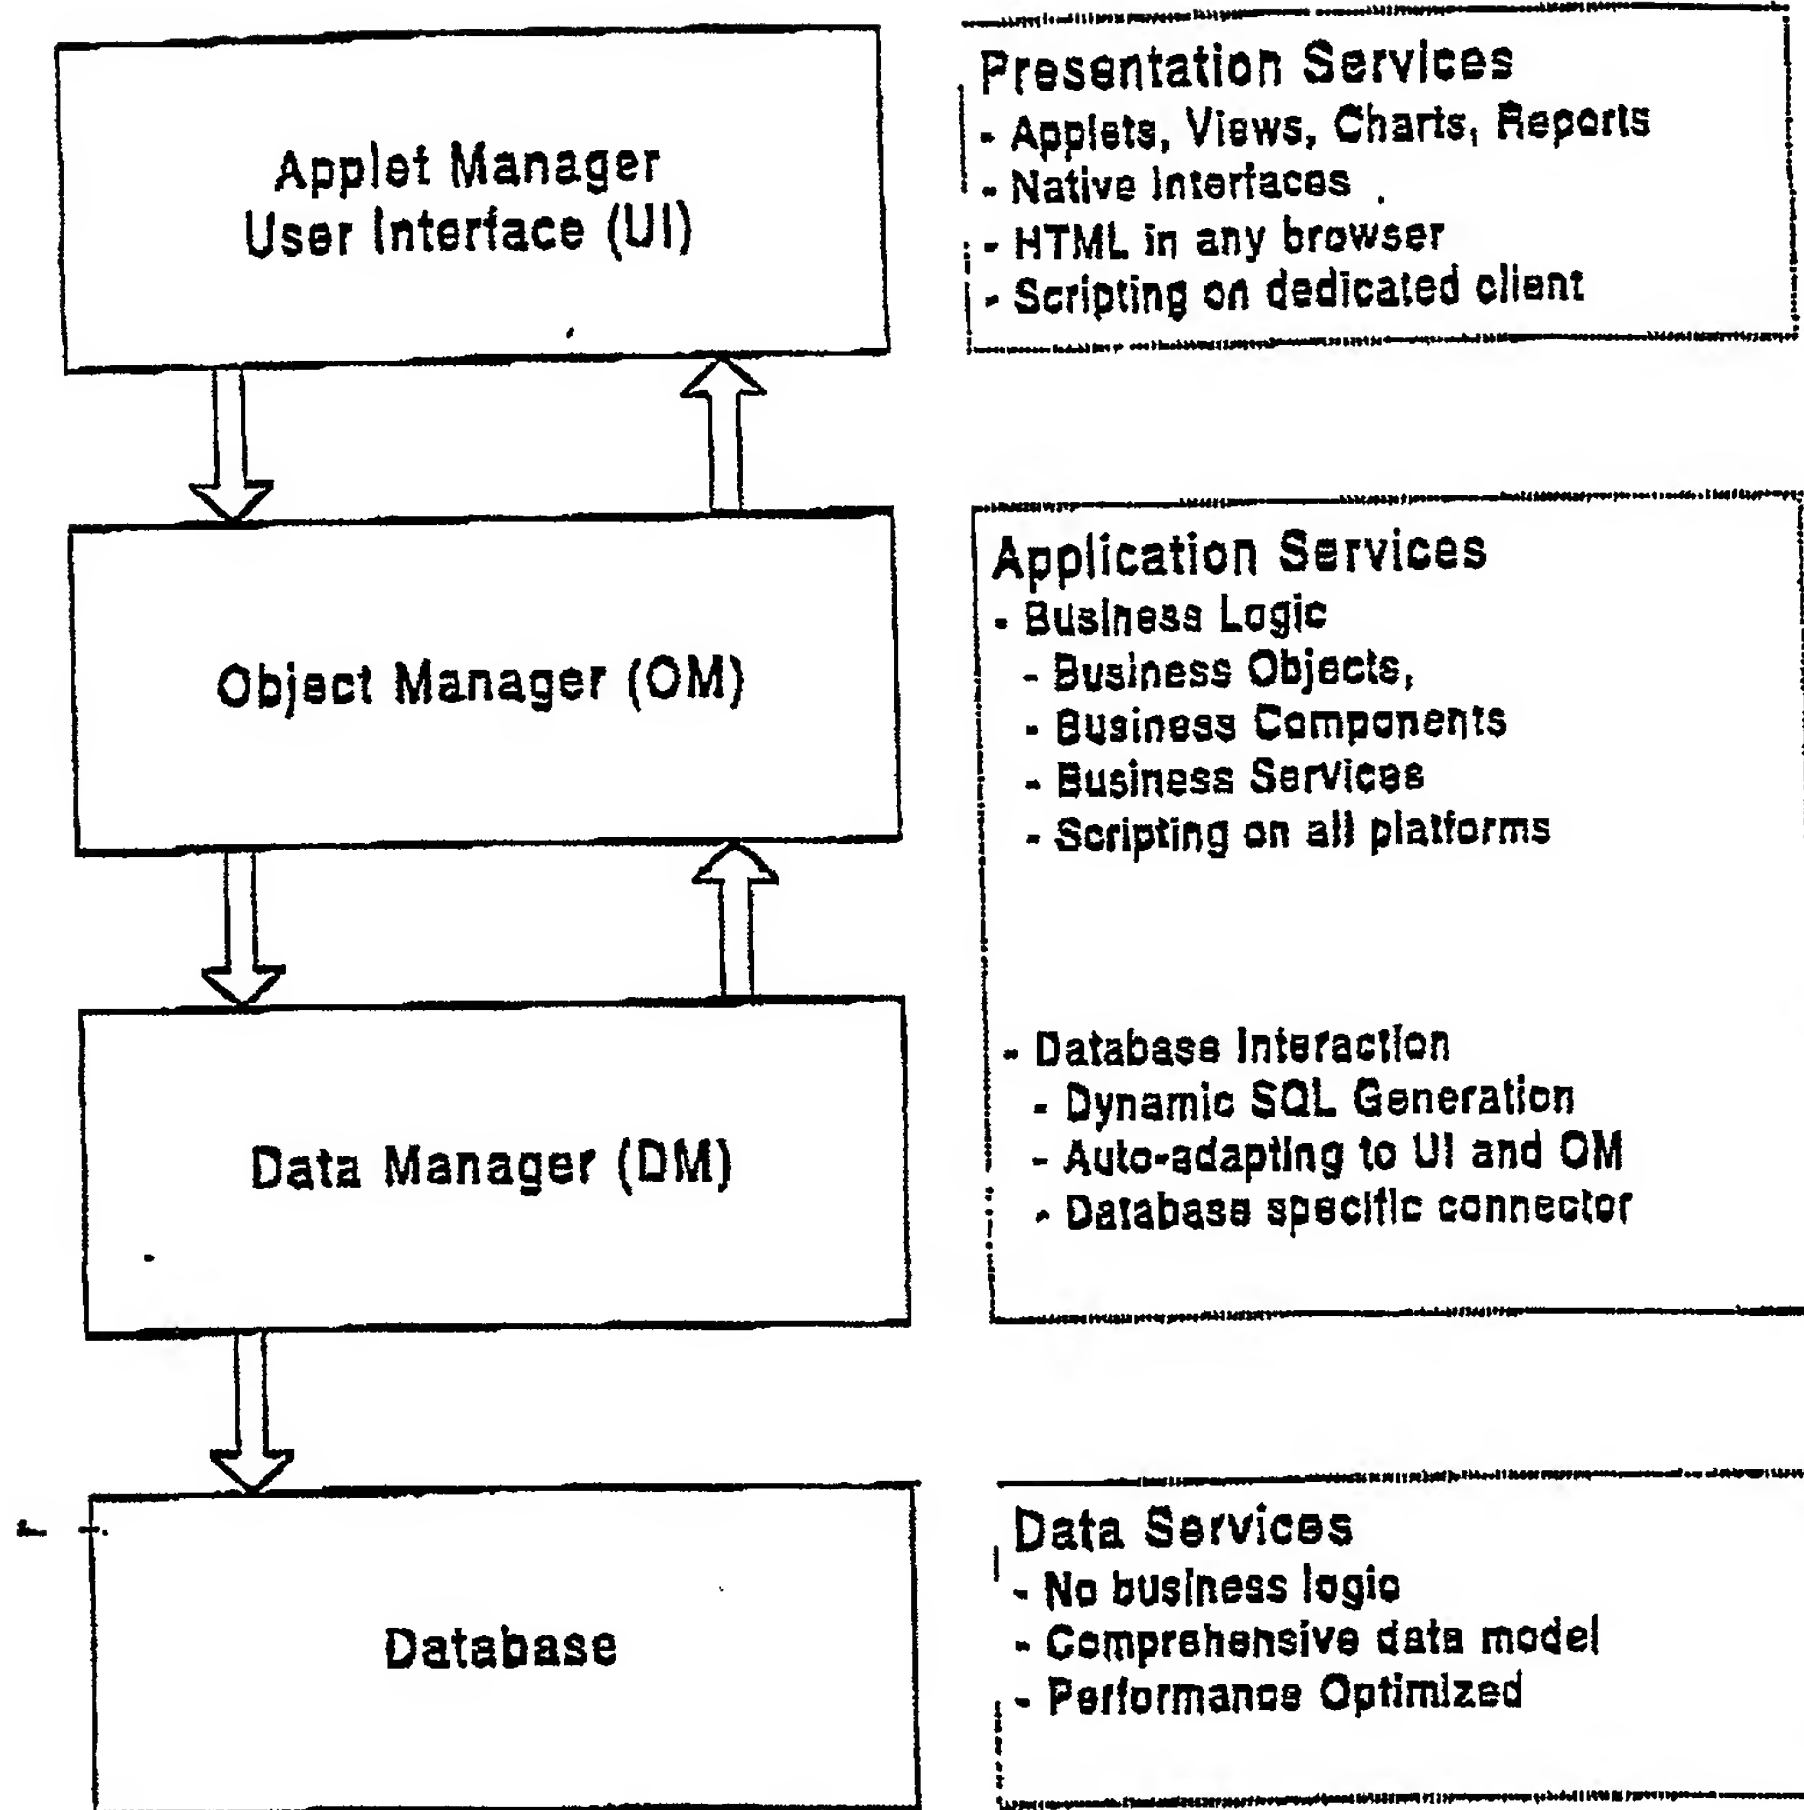 Applet Manager
User Interface (UI)
Presentation Services
- Applets, Views, Charts, Reports
- Native Interfaces
- HTML in any browser
- Scripting on dedicated client
Object Manager (OM)
Application Services
- Business Logic
- Business Objects,
- Business Components
- Business Services
- Scripting on all platforms
Data Manager (DM)
- Database Interaction
- Dynamic SQL Generation
- Auto-adapting to UI and OM
- Database specific connector
Database
Data Services
- No business logic
- Comprehensive data model
- Performance Optimized